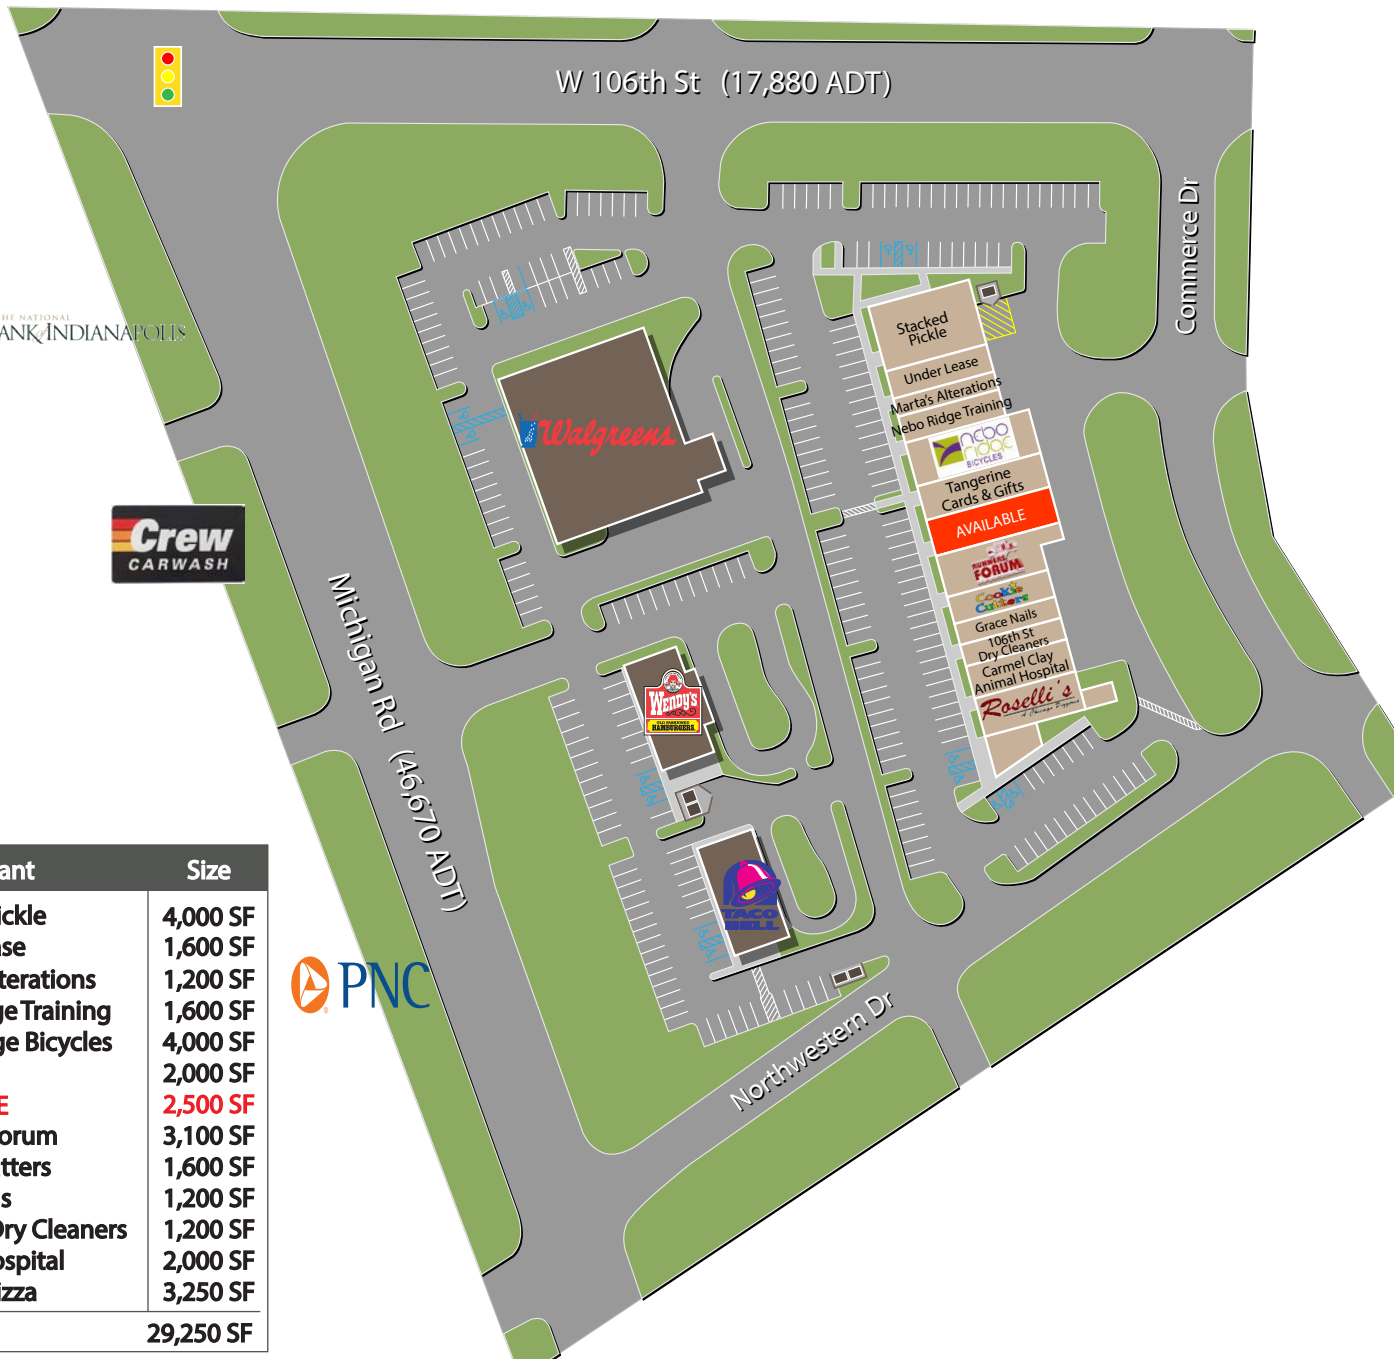 W 106th St (17,880 ADT)
Commerce Dr
THE NATIONAL
BANK of INDIANAPOLIS
Stacked
Pickle
Under Lease
Marta's Alterations
Nebo Ridge Training
nebo
ridge
BICYCLES
Tangerine
Cards & Gifts
AVAILABLE
RUNNERS
FORUM
Cookie
Cutters
Grace Nails
106th St
Dry Cleaners
Carmel Clay
Animal Hospital
Roselli's
A Chicago Pizzeria
Walgreens
Crew
CARWASH
Michigan Rd (46,670 ADT)
WENDY'S
OLD FASHIONED
HAMBURGERS
TACO
BELL
PNC
Northwestern Dr
ant Size
ickle 4,000 SF
ase 1,600 SF
terations 1,200 SF
ge Training 1,600 SF
ge Bicycles 4,000 SF
2,000 SF
E 2,500 SF
orum 3,100 SF
tters 1,600 SF
s 1,200 SF
Dry Cleaners 1,200 SF
ospital 2,000 SF
izza 3,250 SF
29,250 SF